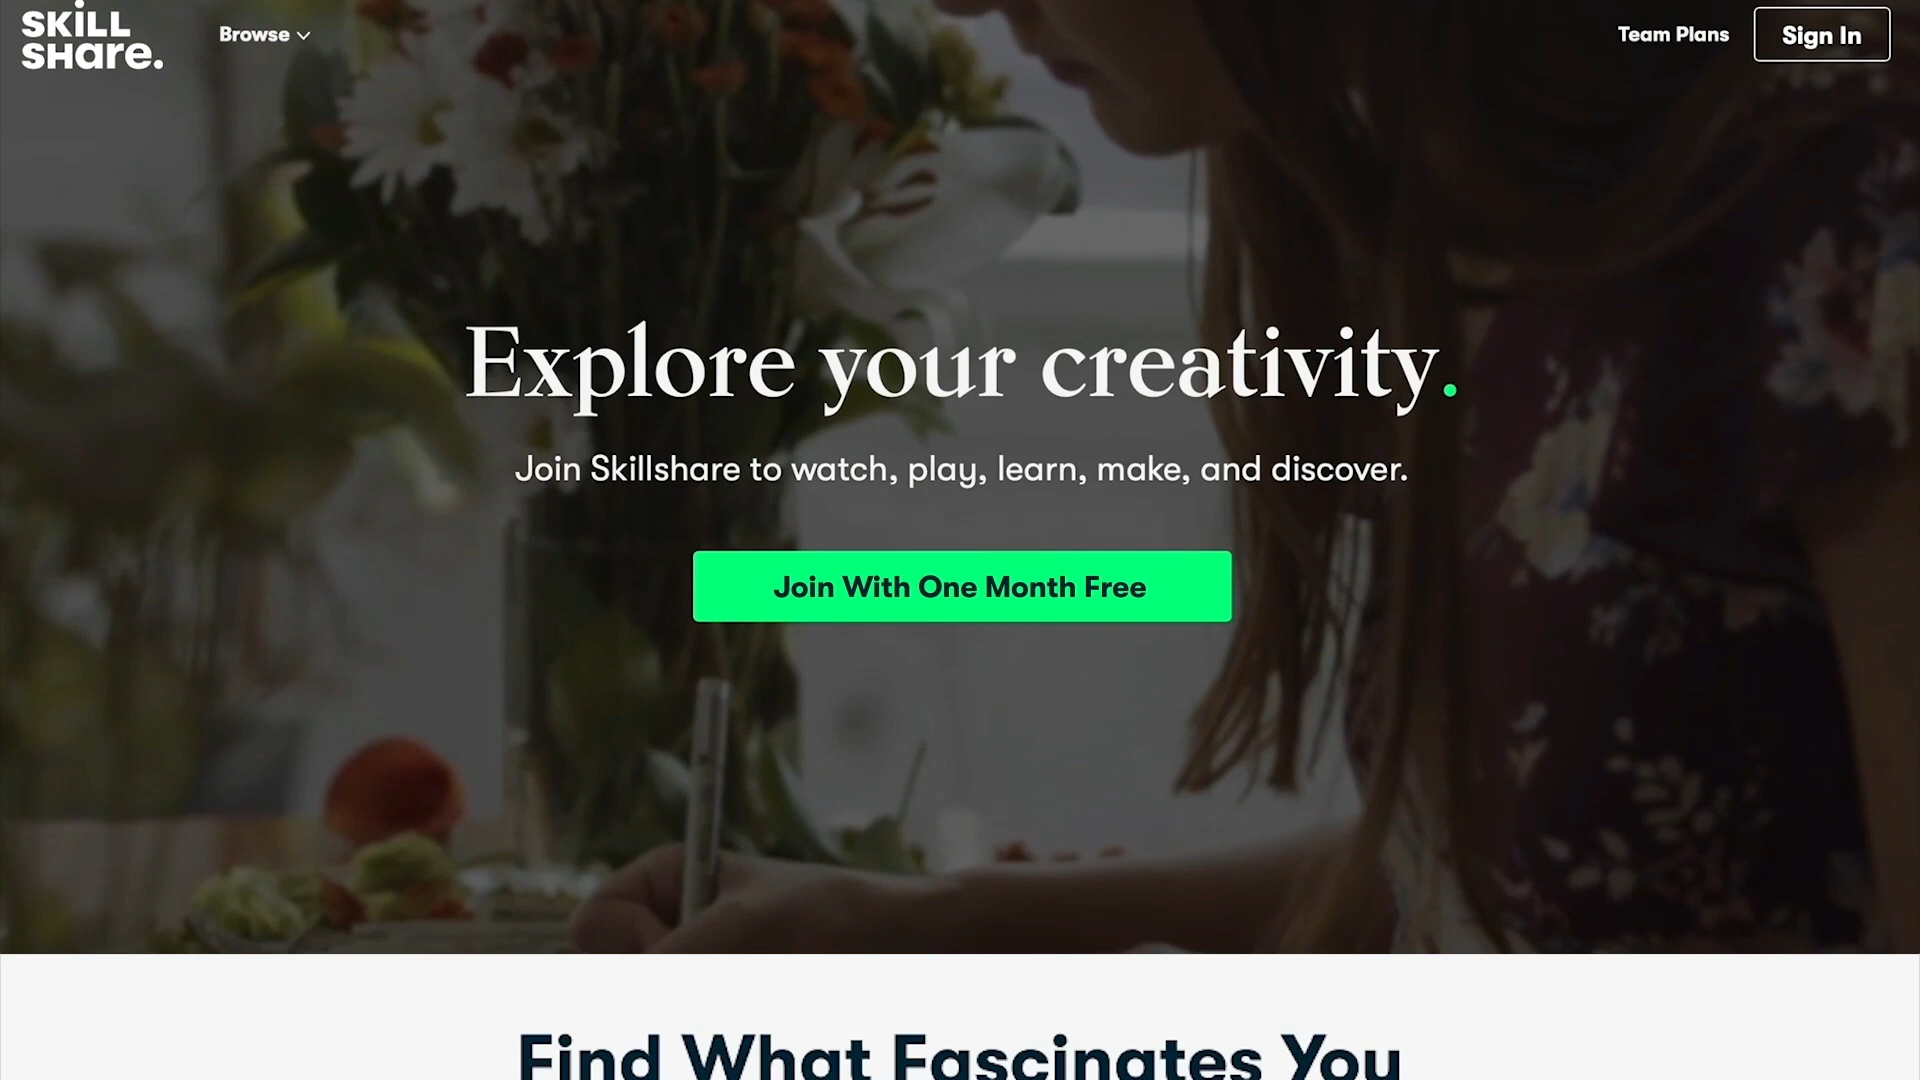 SKILL
SHare.
Browse
Team Plans
Sign In
Explore your creativity.
Join Skillshare to watch, play, learn, make, and discover.
Join With One Month Free
Find What Fascinates You